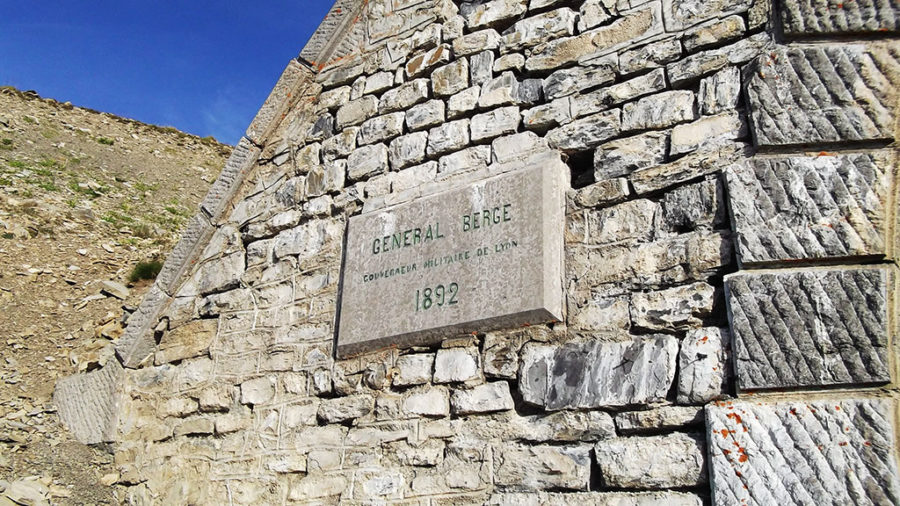 GENERAL BERGE
GOUVERNEUR MILITAIRE DE LYON
1892